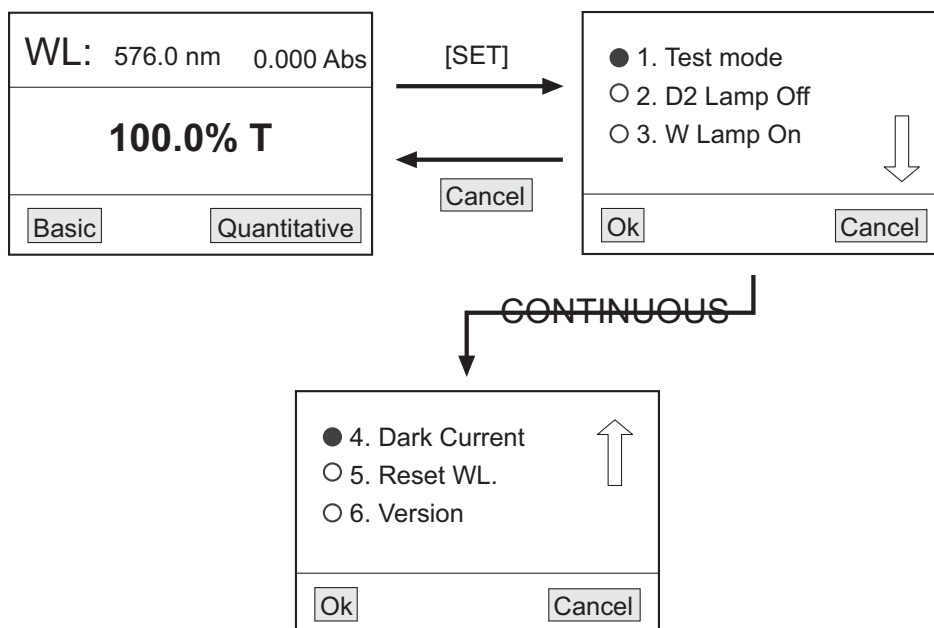 WL: 576.0 nm 0.000 Abs
100.0% T
Basic Quantitative
[SET]
Cancel
1. Test mode
2. D2 Lamp Off
3. W Lamp On
Ok Cancel
CONTINUOUS
4. Dark Current
5. Reset WL.
6. Version
Ok Cancel